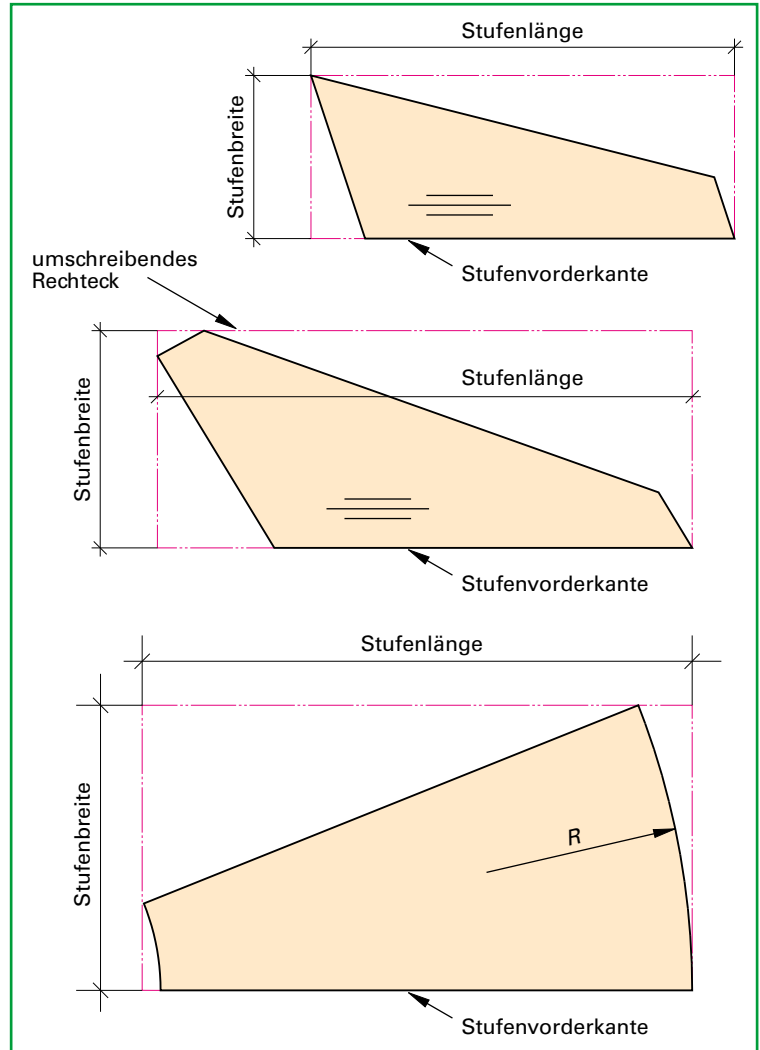 Stufenlänge
Stufenbreite
Stufenvorderkante
umschreibendes
Rechteck
Stufenlänge
Stufenbreite
Stufenvorderkante
Stufenlänge
Stufenbreite
R
Stufenvorderkante